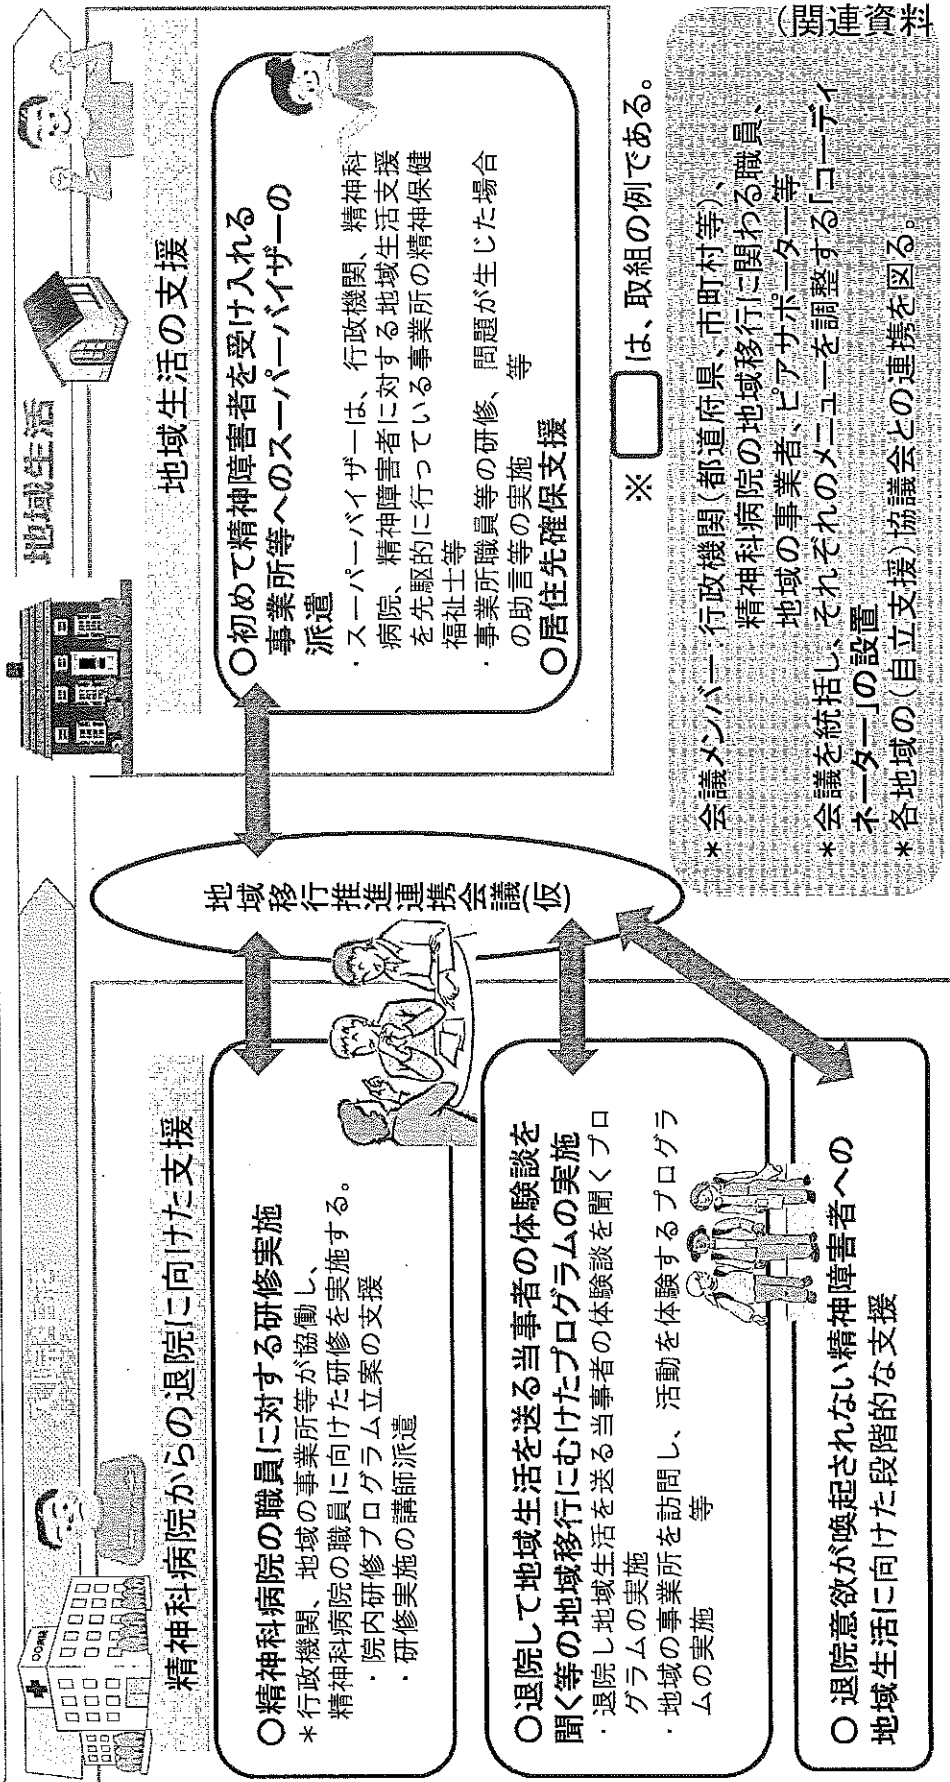 地域生活
精神科病院からの退院に向けた支援
○精神科病院の職員に対する研修実施
＊行政機関、地域の事業所等が協働し、
精神科病院の職員に向けた研修を実施する。
・院内研修プログラム立案の支援
・研修実施の講師派遣
○退院して地域生活を送る当事者の体験談を
聞く等の地域移行にむけたプログラムの実施
・退院し地域生活を送る当事者の体験談を聞くプロ
グラムの実施
・地域の事業所を訪問し、活動を体験するプログラ
ムの実施　　　等
○ 退院意欲が喚起されない精神障害者への
地域生活に向けた段階的な支援
地域移行推進連携会議(仮)
地域生活の支援
○初めて精神障害者を受け入れる
事業所等へのスーパーバイザーの
派遣
・スーパーバイザーは、行政機関、精神科
病院、精神障害者に対する地域生活支援
を先駆的に行っている事業所の精神保健
福祉士等
・事業所職員等の研修、問題が生じた場合
の助言等の実施　　　等
○居住先確保支援
※　　は、取組の例である。
＊会議メンバー：行政機関(都道府県、市町村等)、
精神科病院の地域移行に関わる職員、
地域の事業者、ピアサポーター等
＊会議を統括し、それぞれのメニューを調整する「コーディ
ネーター」の設置
＊各地域の(自立支援)協議会との連携を図る。
(関連資料